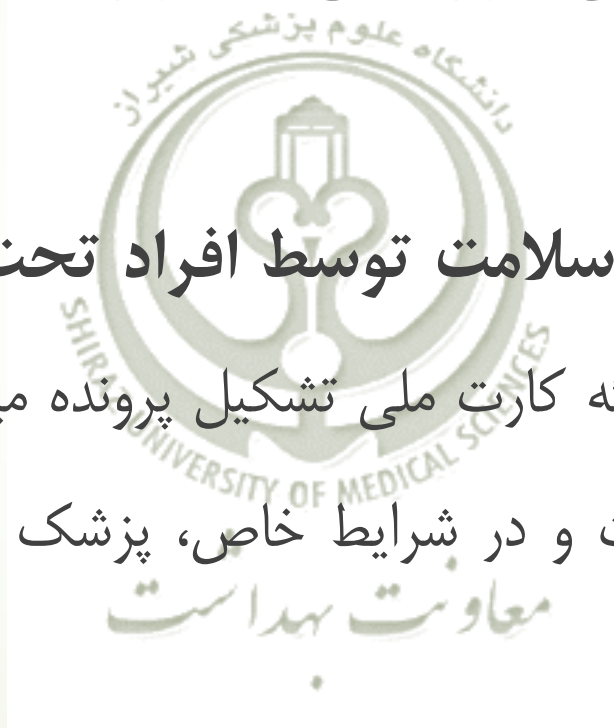 دانشگاه علوم پزشکی شیراز
سلامت توسط افراد تحت
کارت ملی تشکیل پرونده
و در شرایط خاص، پزشک
SHIRAZ UNIVERSITY OF MEDICAL SCIENCES
معاونت بهداشت